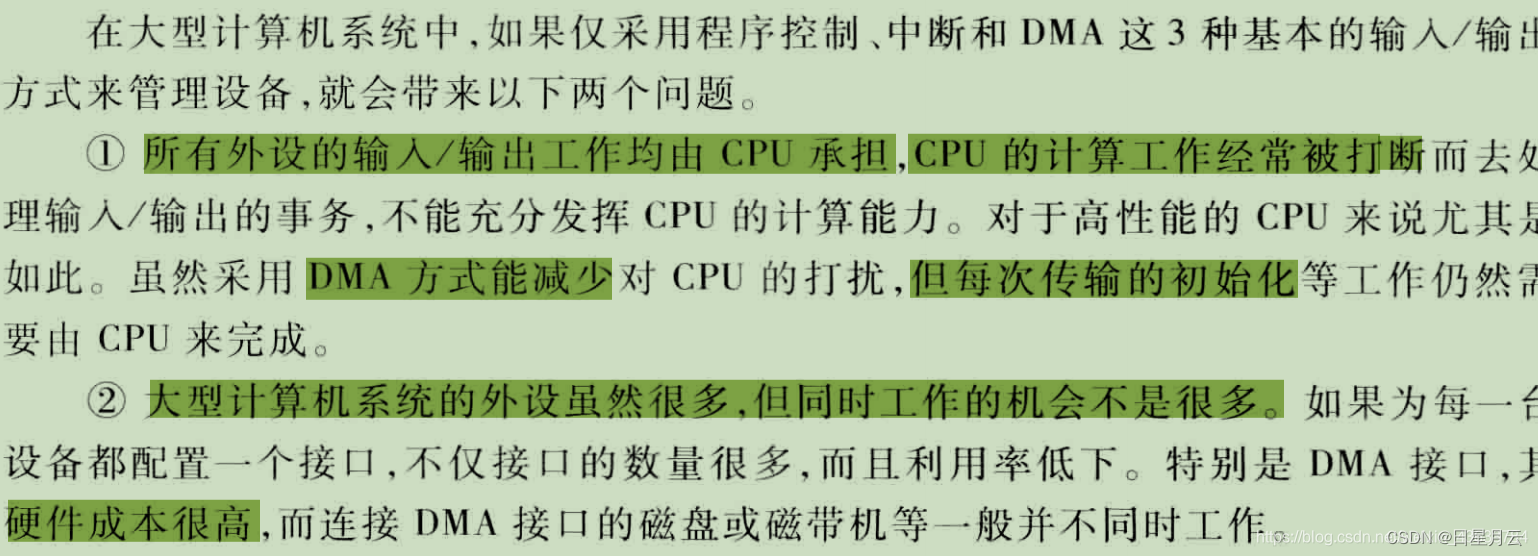 在大型计算机系统中,如果仅采用程序控制、中断和 DMA 这 3 种基本的输入/输出
方式来管理设备,就会带来以下两个问题。
① 所有外设的输入/输出工作均由 CPU 承担,CPU 的计算工作经常被打断而去处
理输入/输出的事务,不能充分发挥 CPU 的计算能力。对于高性能的 CPU 来说尤其是
如此。虽然采用 DMA 方式能减少对 CPU 的打扰,但每次传输的初始化等工作仍然需
要由 CPU 来完成。
② 大型计算机系统的外设虽然很多,但同时工作的机会不是很多。如果为每一台
设备都配置一个接口,不仅接口的数量很多,而且利用率低下。特别是 DMA 接口,其
硬件成本很高,而连接 DMA 接口的磁盘或磁带机等一般并不同时工作。
https://blog.csdn.ne
CSDN @日星月云